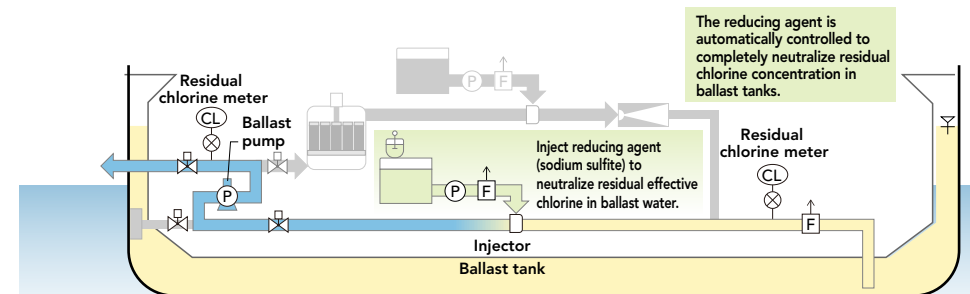 The reducing agent is
automatically controlled to
completely neutralize residual
chlorine concentration in
ballast tanks.
Residual
chlorine meter
CL
Ballast
pump
P
F
Inject reducing agent
(sodium sulfite) to
neutralize residual effective
chlorine in ballast water.
P
F
Residual
chlorine meter
CL
P
F
Injector
Ballast tank